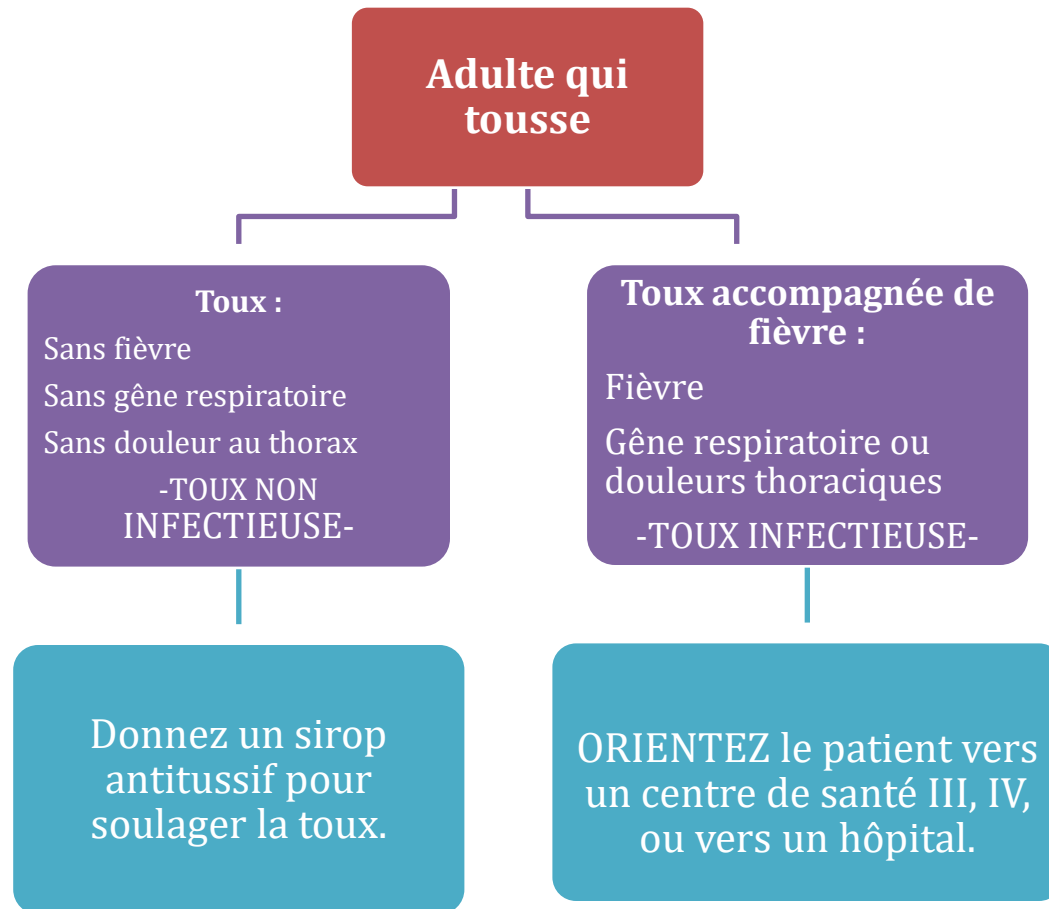 Adulte qui
tousse
Toux :
Sans fièvre
Sans gêne respiratoire
Sans douleur au thorax
-TOUX NON
INFECTIEUSE-
Toux accompagnée de
fièvre :
Fièvre
Gêne respiratoire ou
douleurs thoraciques
-TOUX INFECTIEUSE-
Donnez un sirop
antitussif pour
soulager la toux.
ORIENTEZ le patient vers
un centre de santé III, IV,
ou vers un hôpital.